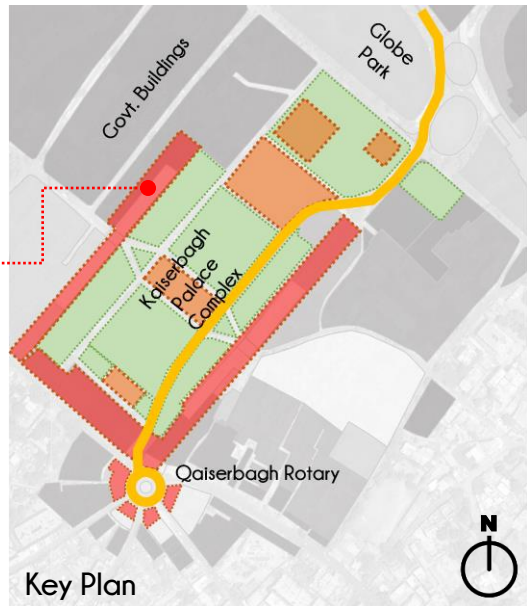 Globe
Park
Govt. Buildings
Kaiserbagh
Palace
Complex
Qaiserbagh Rotary
N
Key Plan